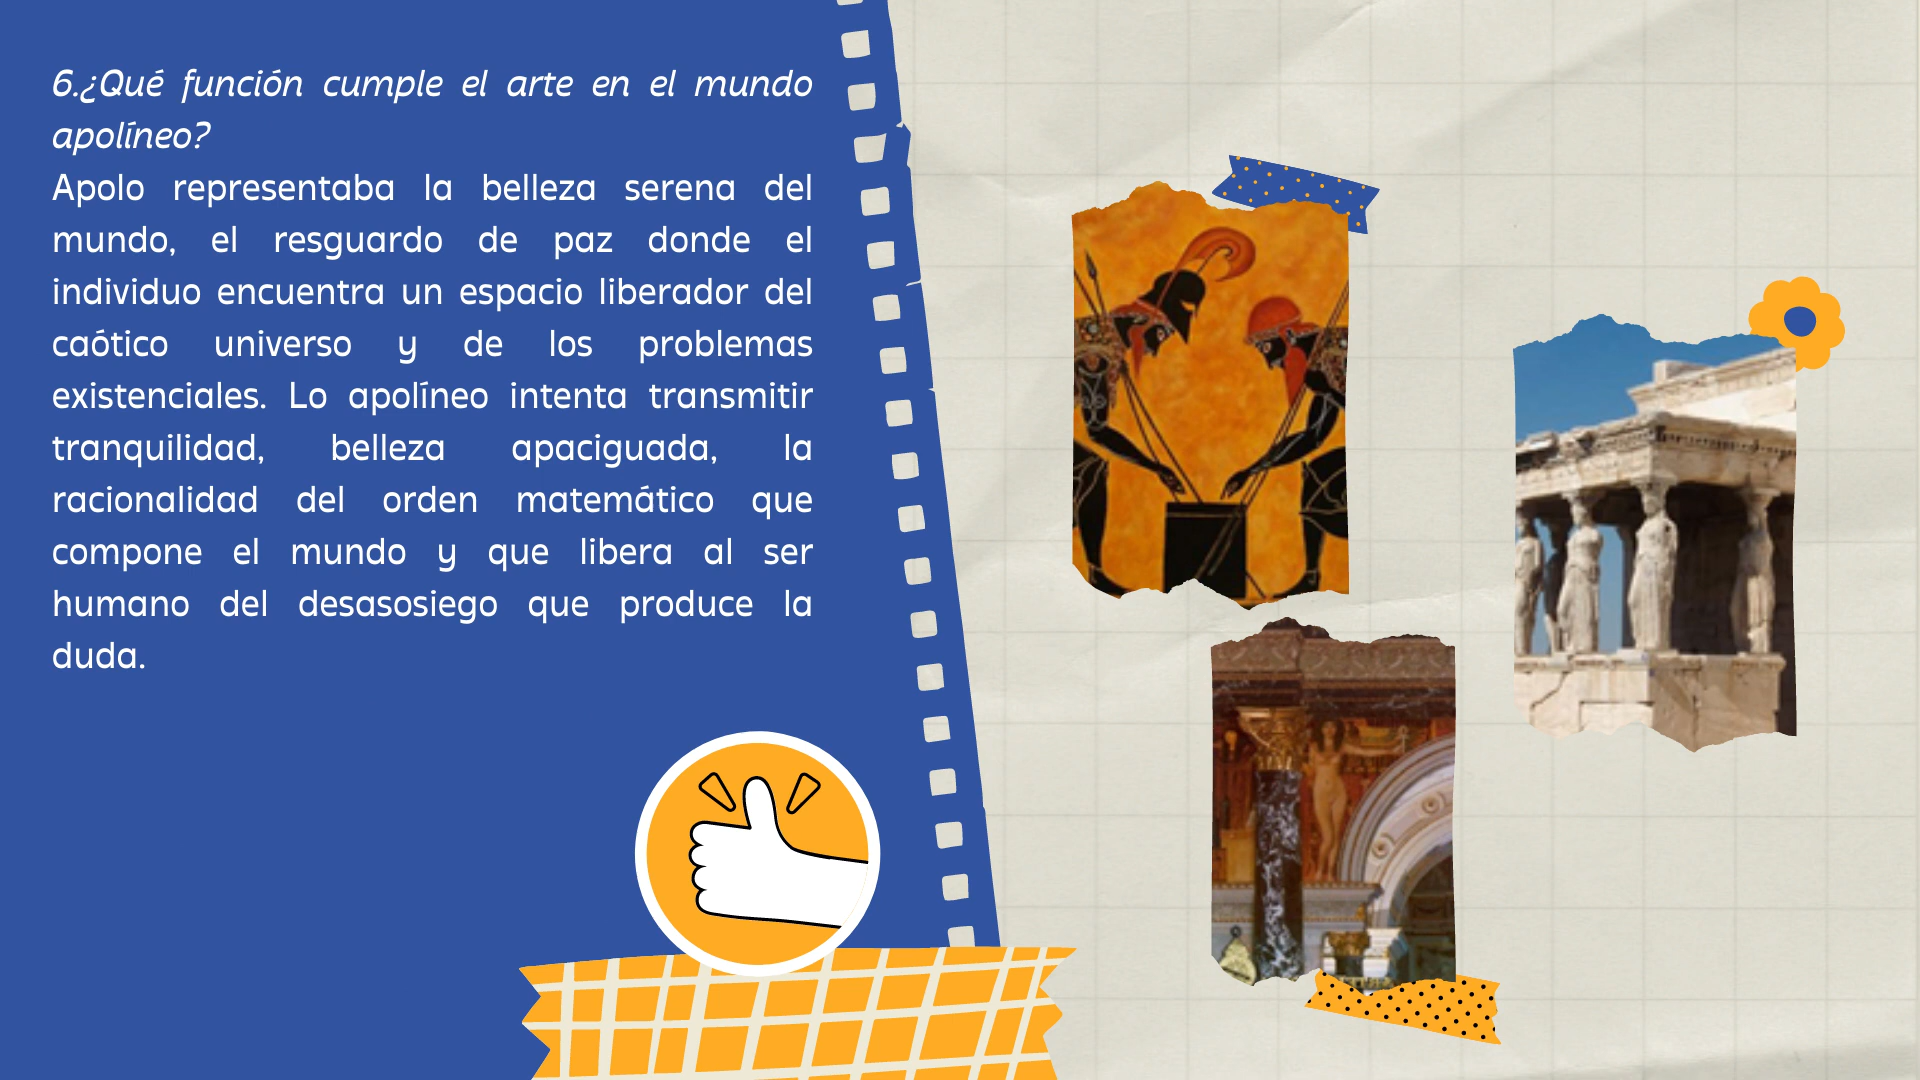 6.¿Qué función cumple el arte en el mundo
apolíneo?
Apolo representaba la belleza serena del
mundo, el resguardo de paz donde el
individuo encuentra un espacio liberador del
caótico universo y de los problemas
existenciales. Lo apolíneo intenta transmitir
tranquilidad, belleza apaciguada, la
racionalidad del orden matemático que
compone el mundo y que libera al ser
humano del desasosiego que produce la
duda.